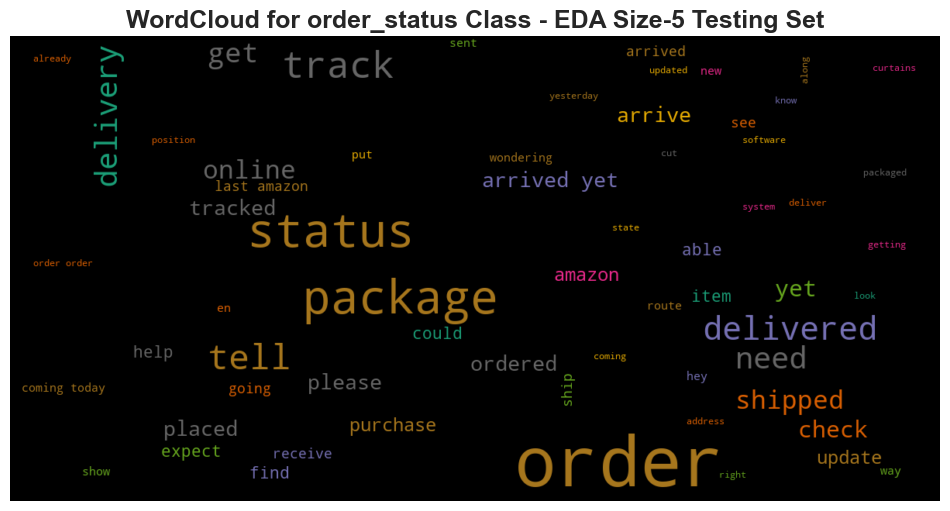 WordCloud for order_status Class - EDA Size-5 Testing Set
sent
already
get
track
arrived
updated
new
along
curtains
delivery
yesterday
know
arrive
see
position
put
wondering
cut
software
online
last amazon
arrived yet
packaged
tracked
system
deliver
status
state
able
getting
order order
amazon
package
item
yet
look
en
route
could
delivered
help
tell
coming
need
ordered
please
hey
coming today
going
ship
shipped
placed
purchase
address
check
expect
receive
order
update
show
find
right
way